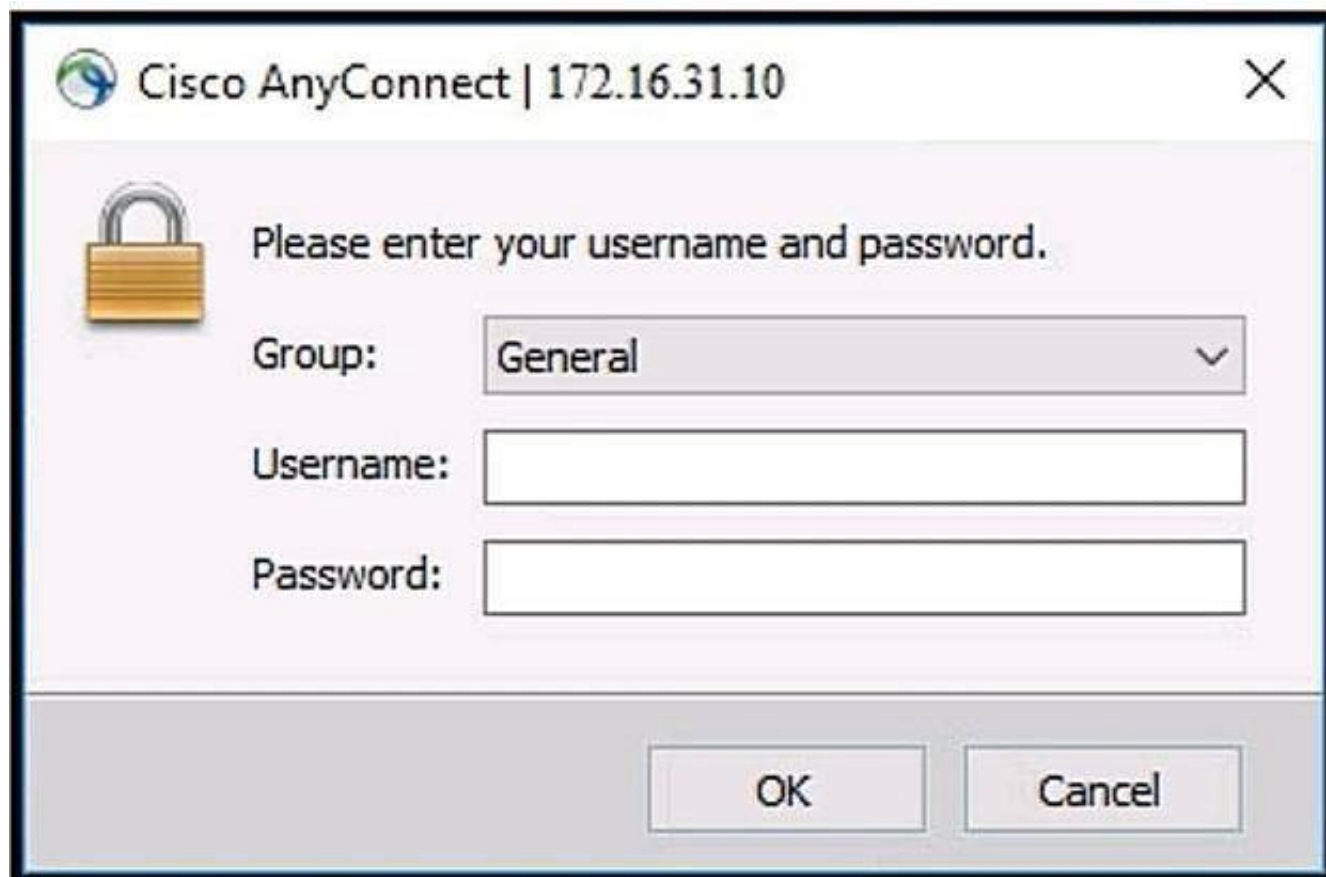 Cisco AnyConnect | 172.16.31.10
Please enter your username and password.
Group: General
Username:
Password:
OK Cancel